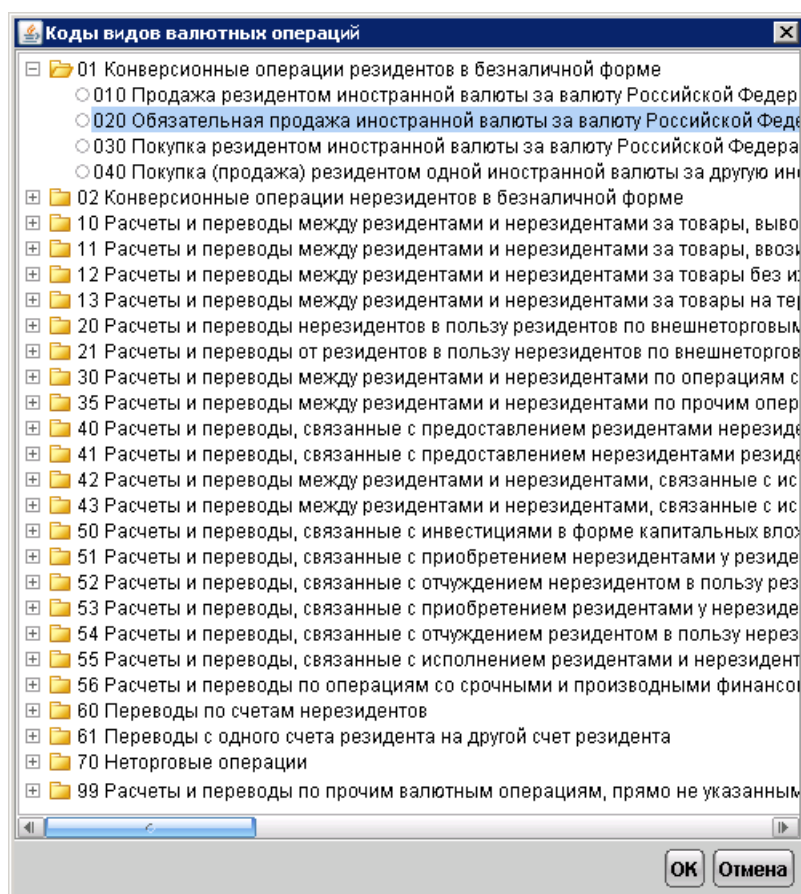 Коды видов валютных операций
01 Конверсионные операции резидентов в безналичной форме
010 Продажа резидентом иностранной валюты за валюту Российской Федер
020 Обязательная продажа иностранной валюты за валюту Российской Феде
030 Покупка резидентом иностранной валюты за валюту Российской Федера
040 Покупка (продажа) резидентом одной иностранной валюты за другую ин
02 Конверсионные операции нерезидентов в безналичной форме
10 Расчеты и переводы между резидентами и нерезидентами за товары, выво
11 Расчеты и переводы между резидентами и нерезидентами за товары, ввози
12 Расчеты и переводы между резидентами и нерезидентами за товары без и
13 Расчеты и переводы между резидентами и нерезидентами за товары на те
20 Расчеты и переводы нерезидентов в пользу резидентов по внешнеторговым
21 Расчеты и переводы от резидентов в пользу нерезидентов по внешнеторгов
30 Расчеты и переводы между резидентами и нерезидентами по операциям с
35 Расчеты и переводы между резидентами и нерезидентами по прочим опер
40 Расчеты и переводы, связанные с предоставлением резидентами нерезиде
41 Расчеты и переводы, связанные с предоставлением нерезидентами резиде
42 Расчеты и переводы между резидентами и нерезидентами, связанные с ис
43 Расчеты и переводы между резидентами и нерезидентами, связанные с ис
50 Расчеты и переводы, связанные с инвестициями в форме капитальных влож
51 Расчеты и переводы, связанные с приобретением нерезидентами у резиде
52 Расчеты и переводы, связанные с отчуждением нерезидентом в пользу рез
53 Расчеты и переводы, связанные с приобретением резидентами у нерезиде
54 Расчеты и переводы, связанные с отчуждением резидентом в пользу нерез
55 Расчеты и переводы, связанные с исполнением резидентами и нерезидент
56 Расчеты и переводы по операциям со срочными и производными финансо
60 Переводы по счетам нерезидентов
61 Переводы с одного счета резидента на другой счет резидента
70 Неторговые операции
99 Расчеты и переводы по прочим валютным операциям, прямо не указанным
ОК Отмена